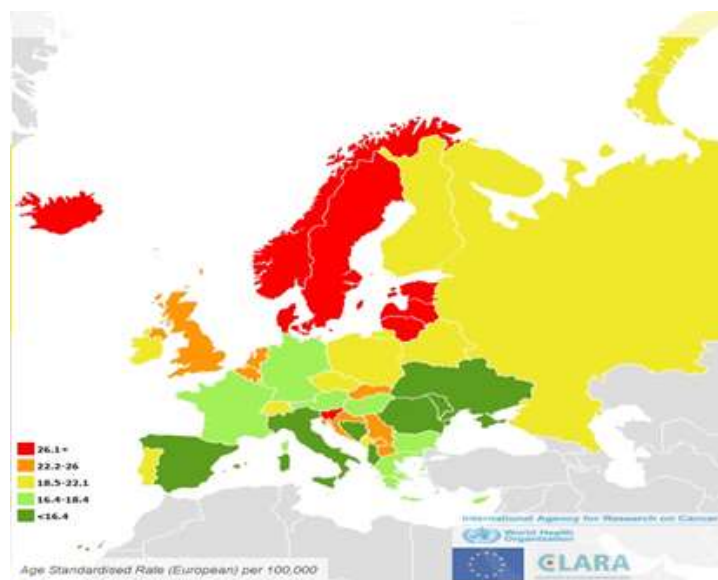 26.1+
22.2-26
18.5-22.1
16.4-18.4
<16.4
International Agency for Research on Cancer
World Health
Organization
CLARA
Age Standardised Rate (European) per 100,000